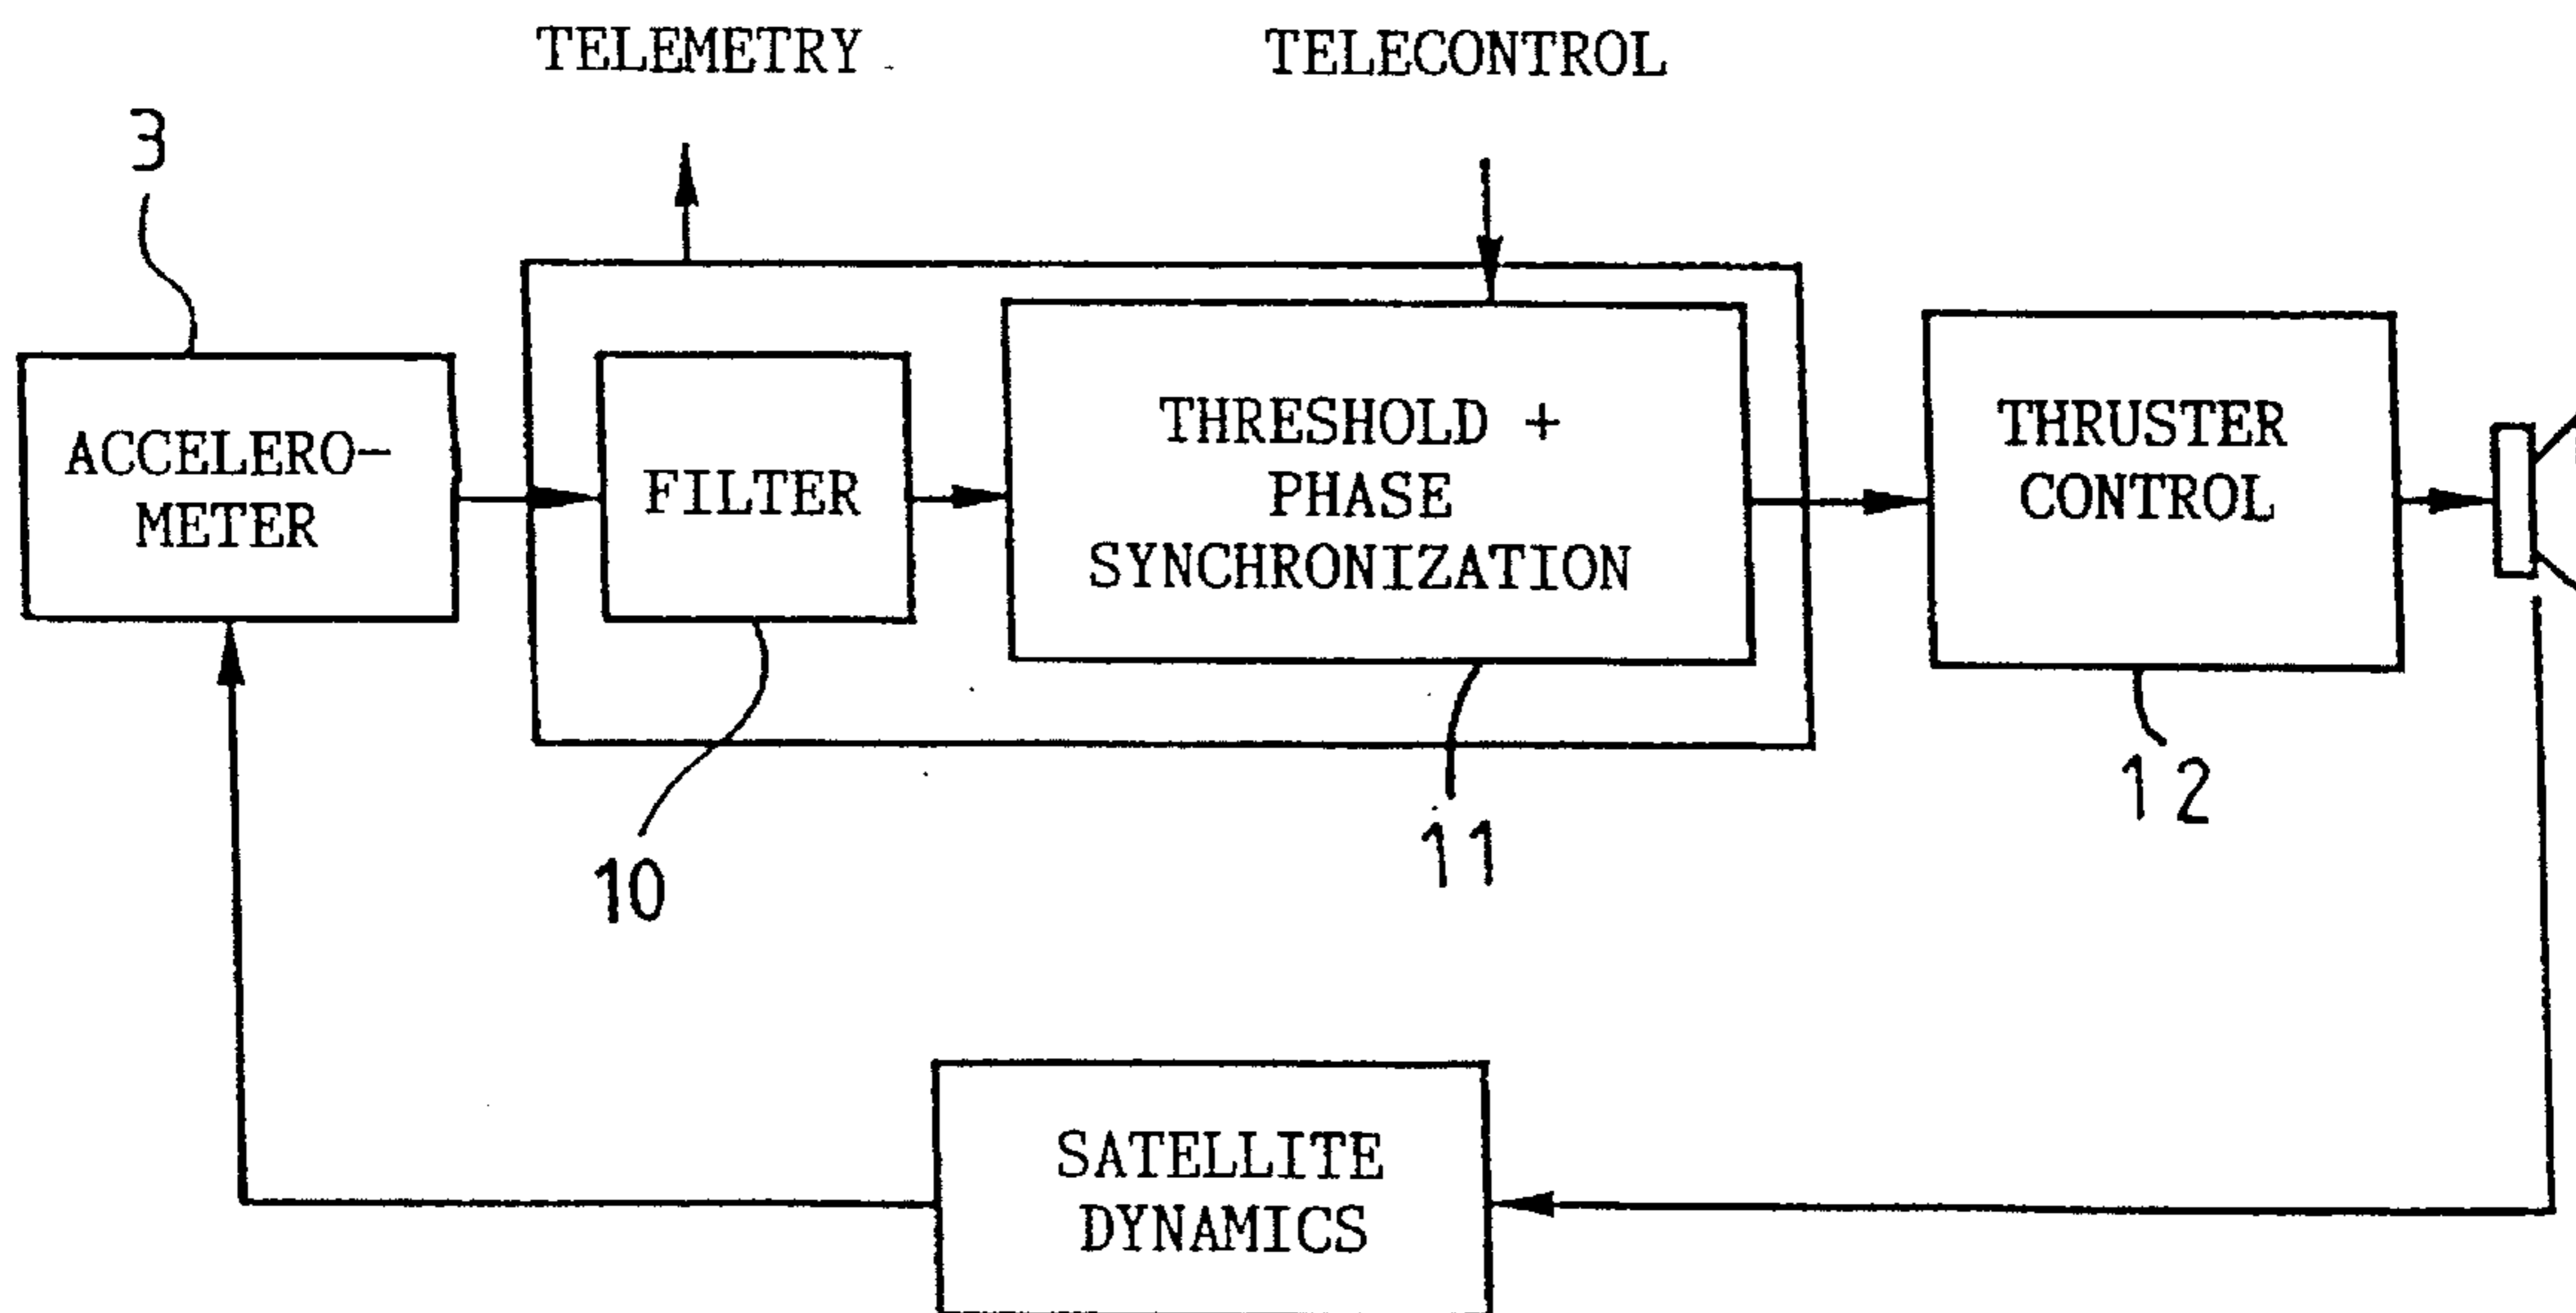 TELEMETRY
TELECONTROL
3
ACCELERO-
METER
FILTER
THRESHOLD +
PHASE
SYNCHRONIZATION
THRUSTER
CONTROL
10
11
12
SATELLITE
DYNAMICS